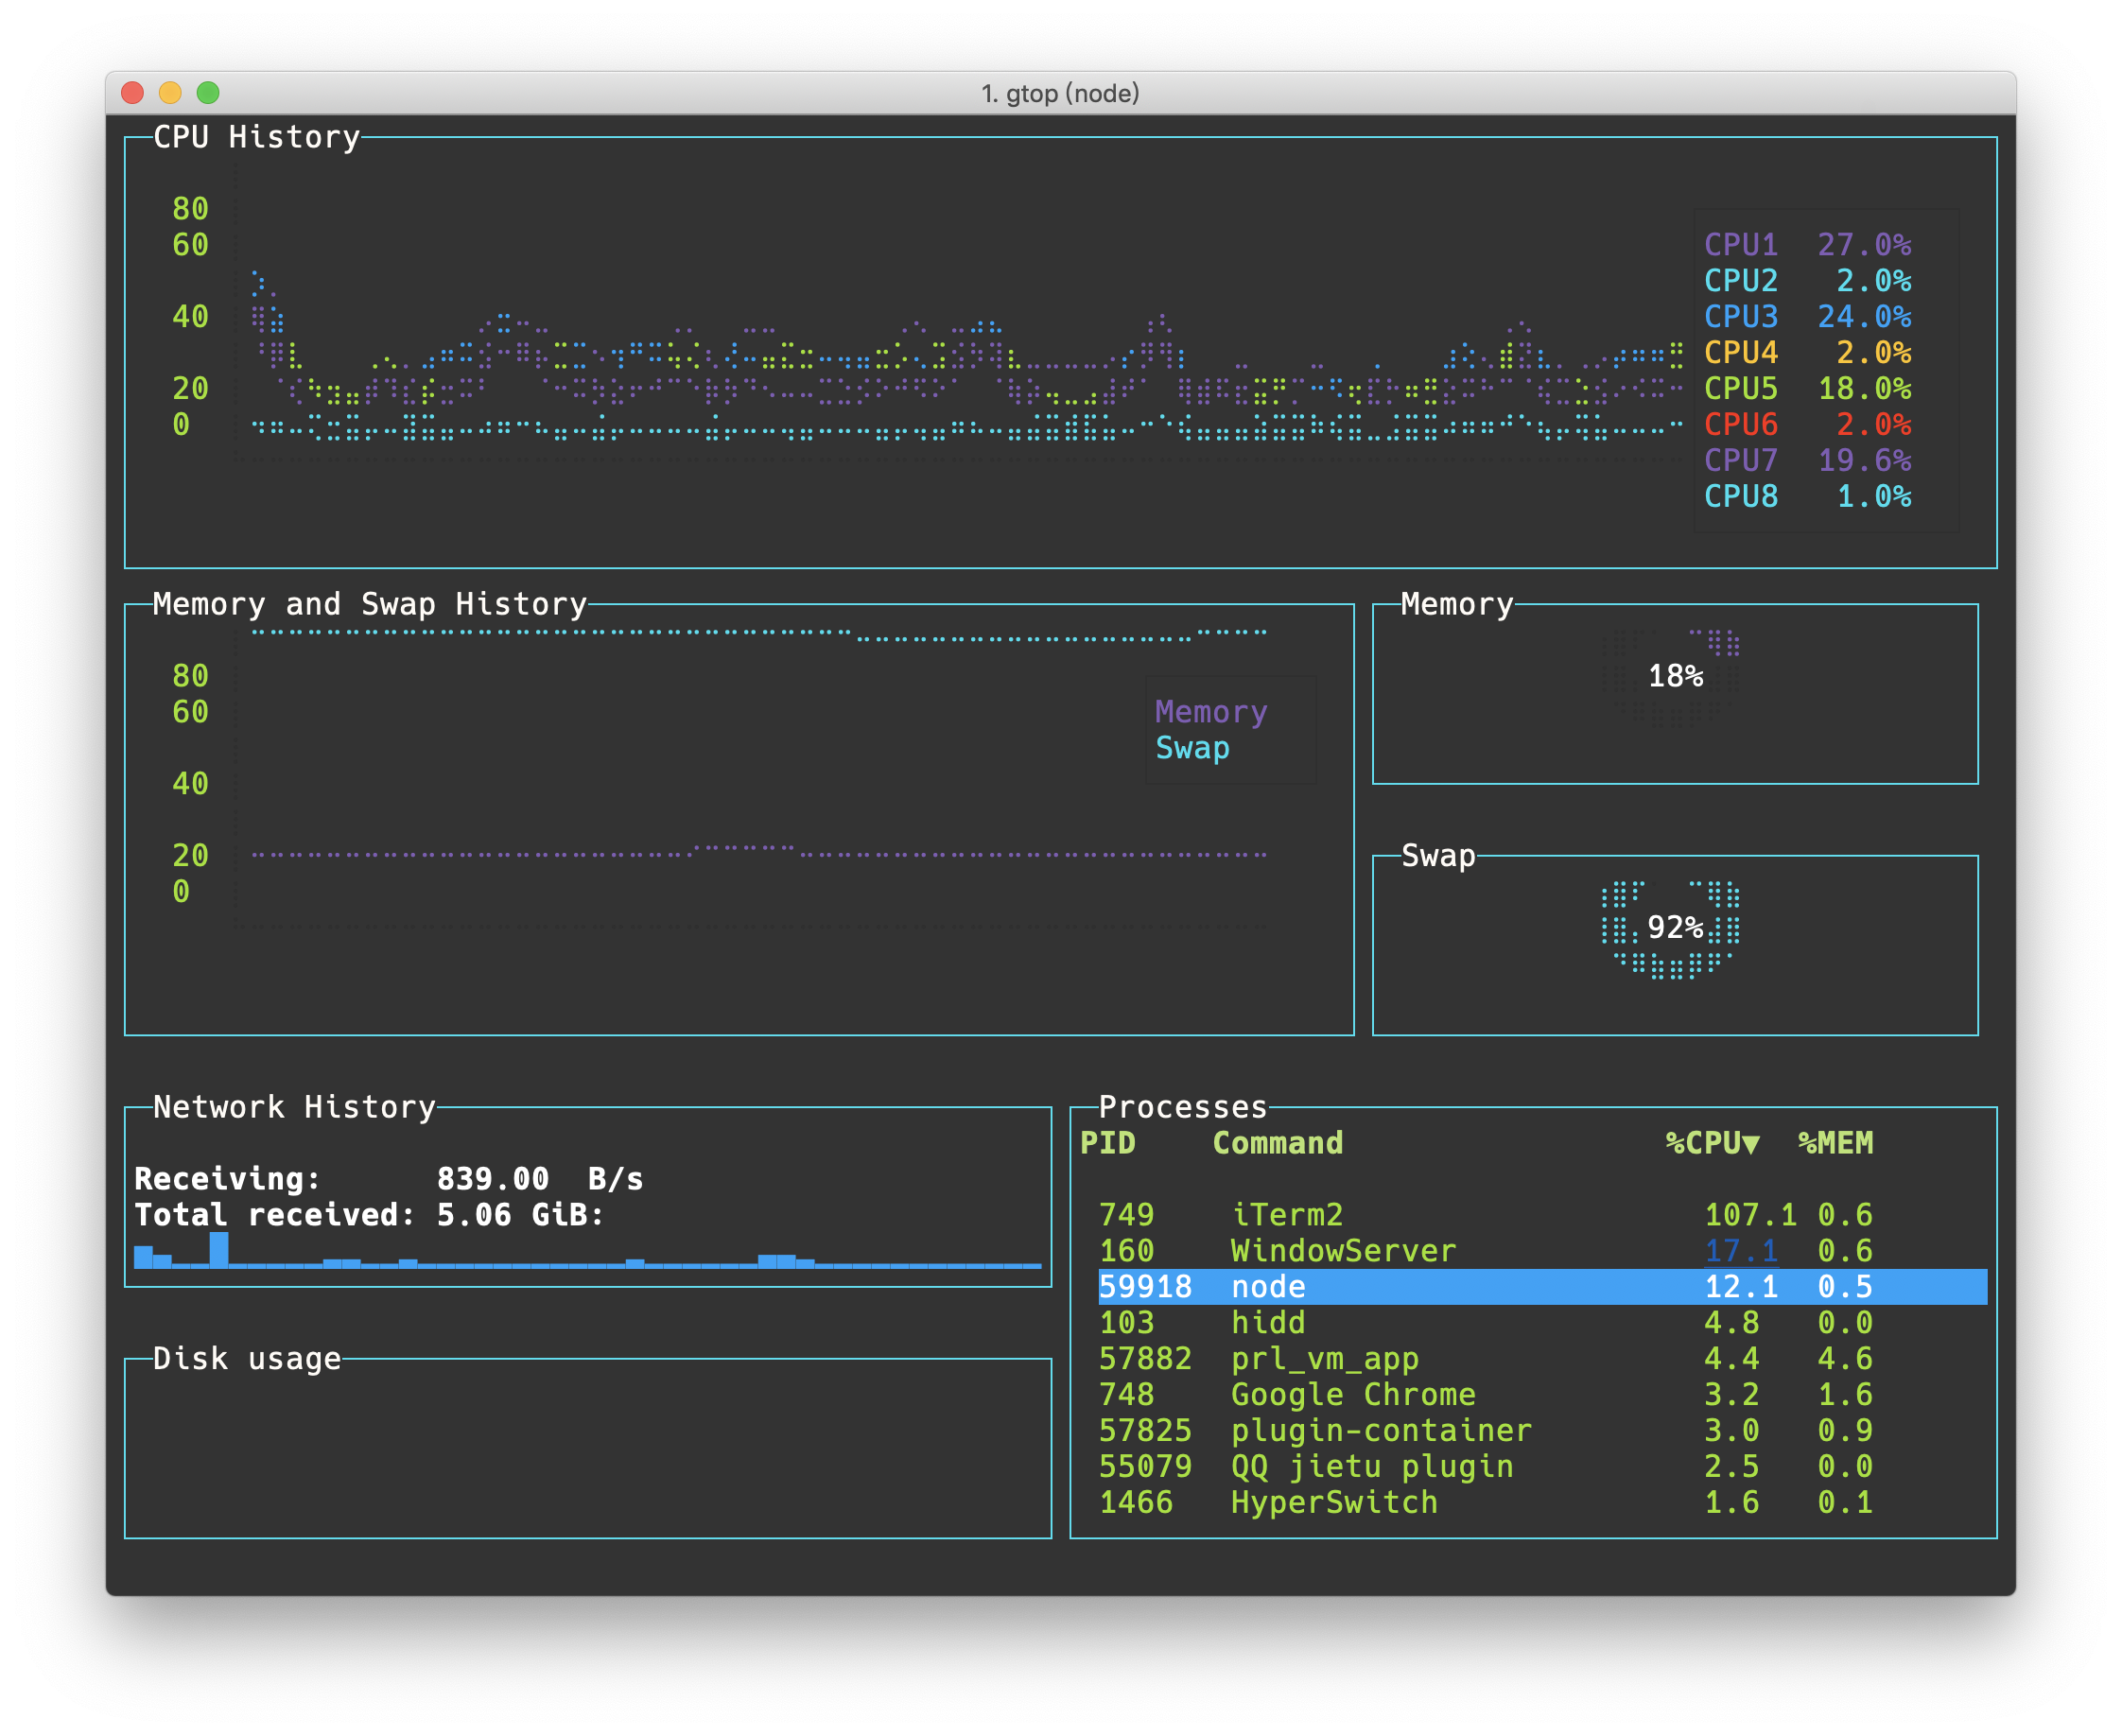 1. gtop (node)
CPU History
80
60
40
20
0
CPU1 27.0%
CPU2 2.0%
CPU3 24.0%
CPU4 2.0%
CPU5 18.0%
CPU6 2.0%
CPU7 19.6%
CPU8 1.0%
Memory and Swap History
80
60
40
20
0
Memory
Swap
Memory
18%
Swap
92%
Network History
Receiving: 839.00 B/s
Total received: 5.06 GiB:
Disk usage
Processes
PID Command %CPU▼ %MEM
749 iTerm2 107.1 0.6
160 WindowServer 17.1 0.6
59918 node 12.1 0.5
103 hidd 4.8 0.0
57882 prl_vm_app 4.4 4.6
748 Google Chrome 3.2 1.6
57825 plugin-container 3.0 0.9
55079 QQ jietu plugin 2.5 0.0
1466 HyperSwitch 1.6 0.1